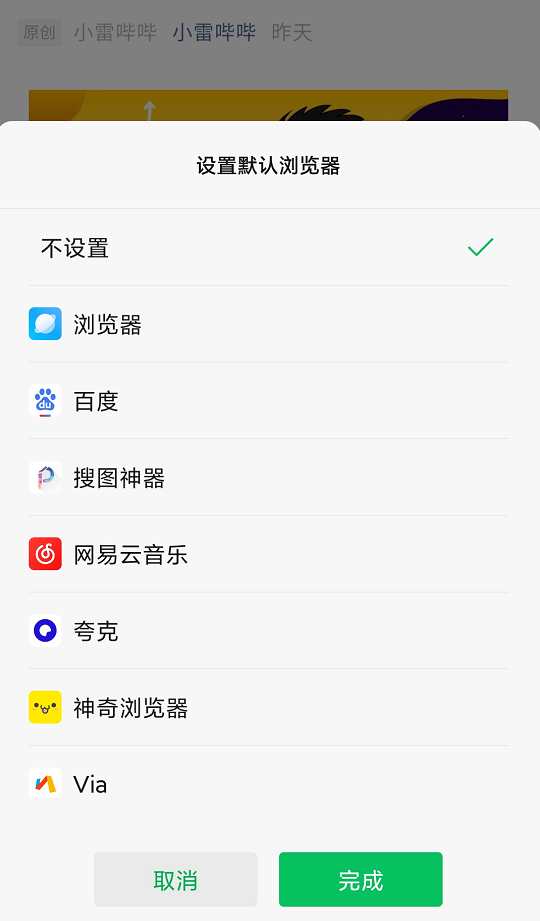 原创 小雷哔哔 小雷哔哔 昨天
设置默认浏览器
不设置
浏览器
du 百度
搜图神器
网易云音乐
夸克
神奇浏览器
Via
取消 完成